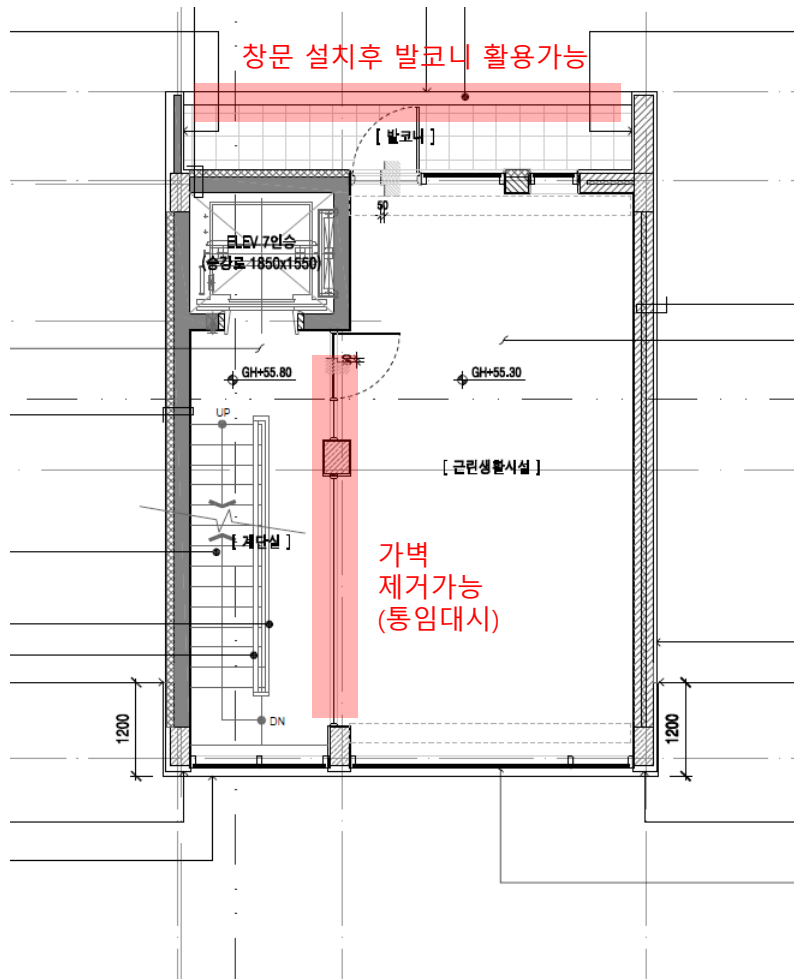 창문 설치후 발코니 활용가능
[ 발코니 ]
50
ELEV 7인승
(승강로 1850x1550)
GH+55.80
GH+55.30
UP
[ 근린생활시설 ]
[ 계단실 ]
가벽
제거가능
(통임대시)
DN
1200
1200